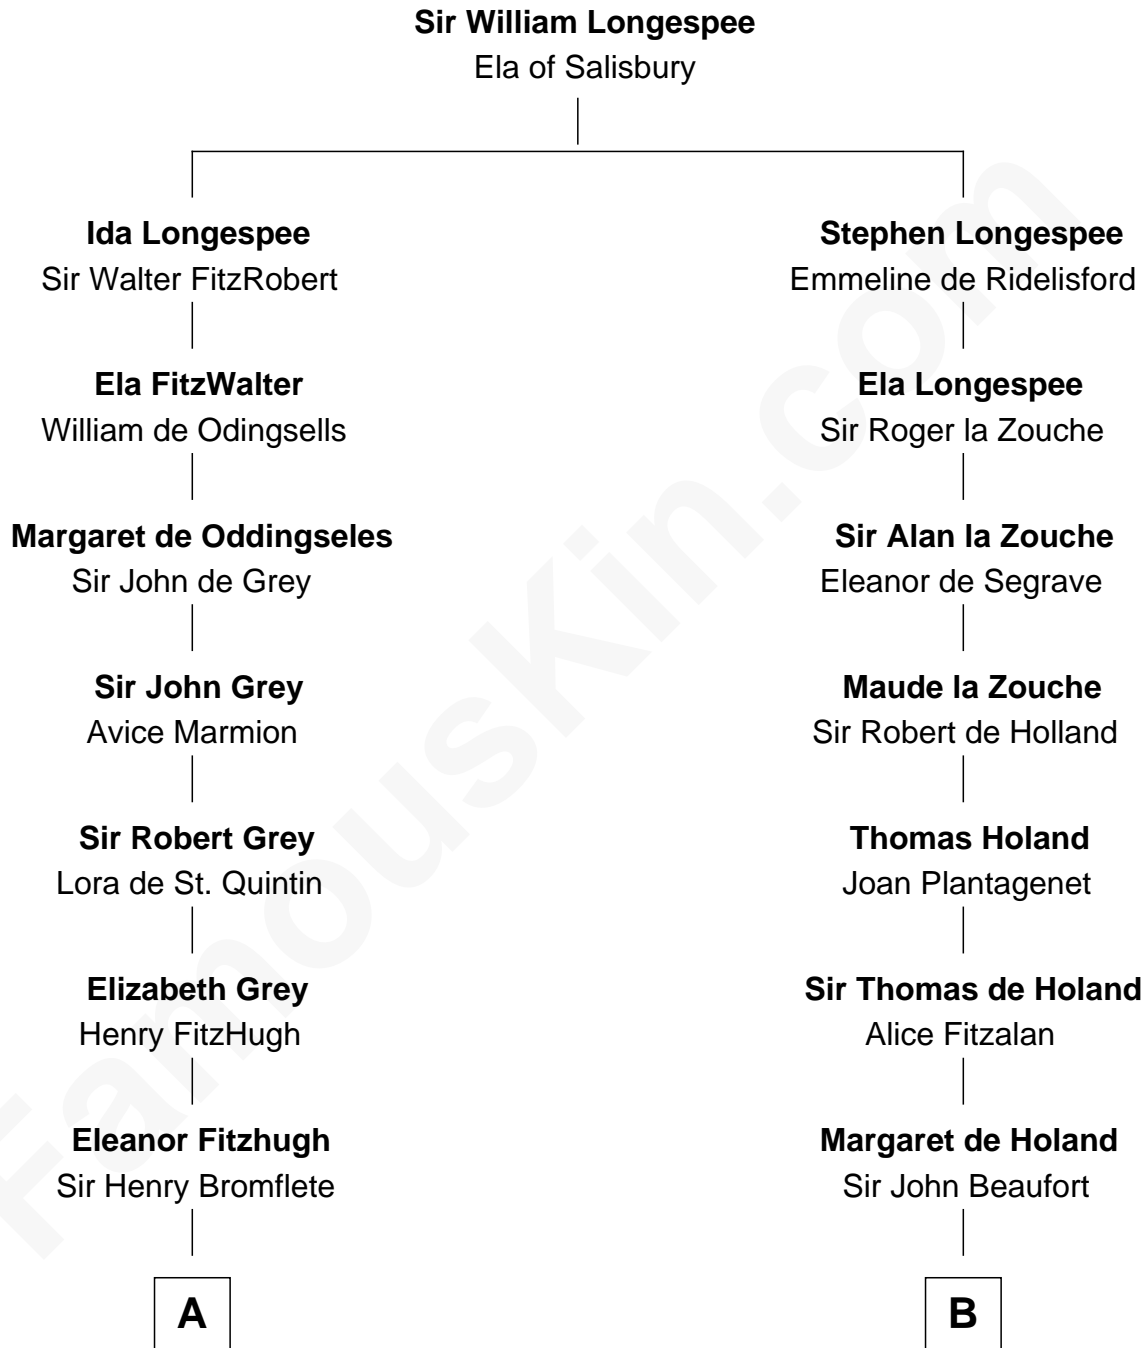 Sir William Longespee
Ela of Salisbury
Ida Longespee
Sir Walter FitzRobert
Ela FitzWalter
William de Odingsells
Margaret de Oddingseles
Sir John de Grey
Sir John Grey
Avice Marmion
Sir Robert Grey
Lora de St. Quintin
Elizabeth Grey
Henry FitzHugh
Eleanor Fitzhugh
Sir Henry Bromflete
A
Stephen Longespee
Emmeline de Ridelisford
Ela Longespee
Sir Roger la Zouche
Sir Alan la Zouche
Eleanor de Segrave
Maude la Zouche
Sir Robert de Holland
Thomas Holand
Joan Plantagenet
Sir Thomas de Holand
Alice Fitzalan
Margaret de Holand
Sir John Beaufort
B
FamousKin.com